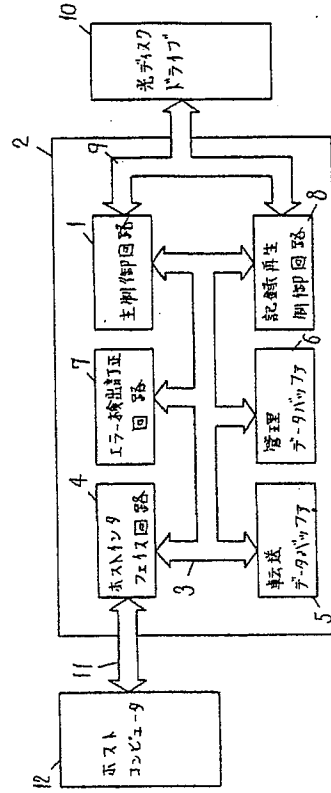 12
ホスト
コンピュータ
11
2
4
ホストインタ
フェイス回路
7
エラー検出訂正
回路
1
主制御回路
9
10
光ディスク
ドライブ
3
5
転送
データバッファ
6
管理
データバッファ
8
記録再生
制御回路